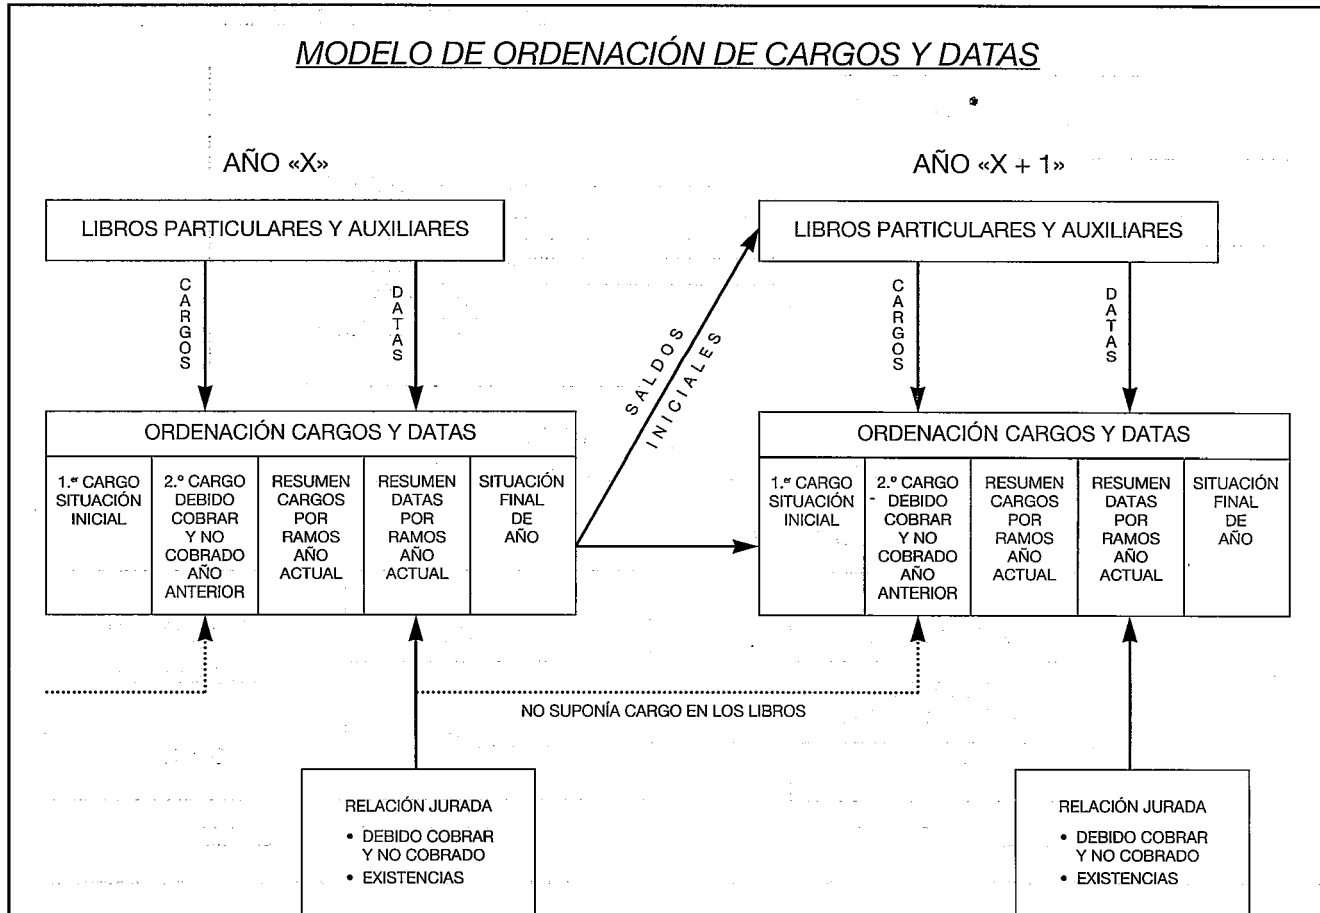 MODELO DE ORDENACIÓN DE CARGOS Y DATAS
AÑO «X»
LIBROS PARTICULARES Y AUXILIARES
CARGOS
DATAS
ORDENACIÓN CARGOS Y DATAS
1.er CARGO
SITUACIÓN
INICIAL
2.º CARGO
DEBIDO
COBRAR
Y NO
COBRADO
AÑO
ANTERIOR
RESUMEN
CARGOS
POR
RAMOS
AÑO
ACTUAL
RESUMEN
DATAS
POR
RAMOS
AÑO
ACTUAL
SITUACIÓN
FINAL
DE
AÑO
SALDOS
INICIALES
NO SUPONÍA CARGO EN LOS LIBROS
RELACIÓN JURADA
• DEBIDO COBRAR
Y NO COBRADO
• EXISTENCIAS
AÑO «X + 1»
LIBROS PARTICULARES Y AUXILIARES
CARGOS
DATAS
ORDENACIÓN CARGOS Y DATAS
1.er CARGO
SITUACIÓN
INICIAL
2.º CARGO
DEBIDO
COBRAR
Y NO
COBRADO
AÑO
ANTERIOR
RESUMEN
CARGOS
POR
RAMOS
AÑO
ACTUAL
RESUMEN
DATAS
POR
RAMOS
AÑO
ACTUAL
SITUACIÓN
FINAL
DE
AÑO
RELACIÓN JURADA
• DEBIDO COBRAR
Y NO COBRADO
• EXISTENCIAS